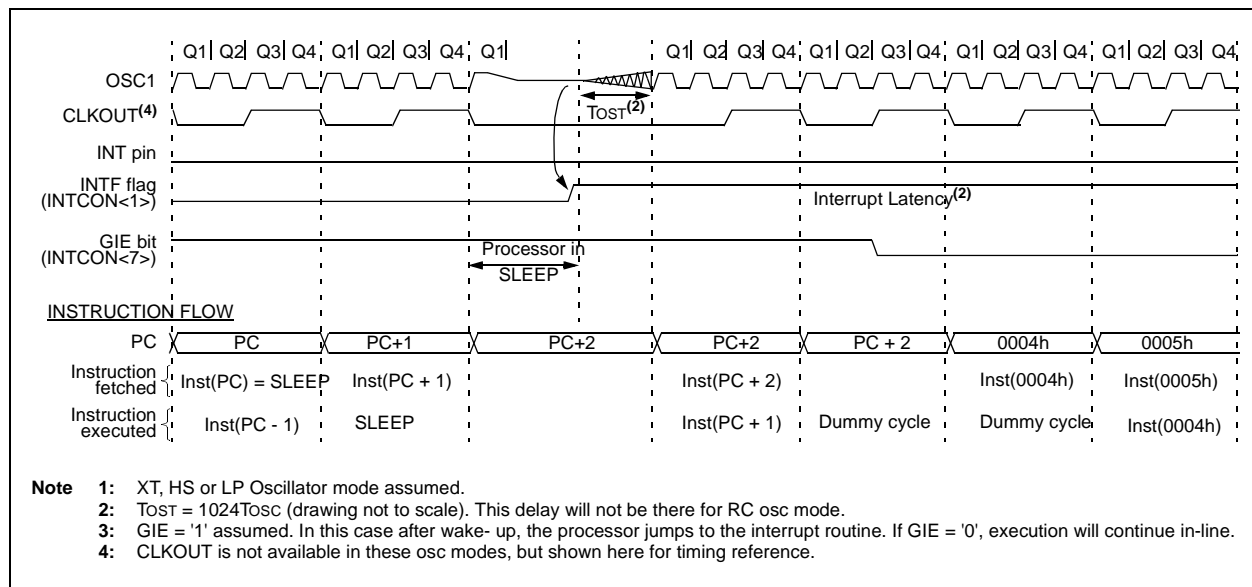 Q1 Q2 Q3 Q4 Q1 Q2 Q3 Q4 Q1 Q1 Q2 Q3 Q4 Q1 Q2 Q3 Q4 Q1 Q2 Q3 Q4 Q1 Q2 Q3 Q4
OSC1
CLKOUT(4)
TOST(2)
INT pin
INTF flag
(INTCON<1>)
Interrupt Latency(2)
GIE bit
(INTCON<7>)
Processor in
SLEEP
INSTRUCTION FLOW
PC PC PC+1 PC+2 PC+2 PC + 2 0004h 0005h
Instruction
fetched
Inst(PC) = SLEEP Inst(PC + 1) Inst(PC + 2) Inst(0004h) Inst(0005h)
Instruction
executed
Inst(PC - 1) SLEEP Inst(PC + 1) Dummy cycle Dummy cycle Inst(0004h)
Note 1: XT, HS or LP Oscillator mode assumed.
2: TOST = 1024TOSC (drawing not to scale). This delay will not be there for RC osc mode.
3: GIE = '1' assumed. In this case after wake- up, the processor jumps to the interrupt routine. If GIE = '0', execution will continue in-line.
4: CLKOUT is not available in these osc modes, but shown here for timing reference.